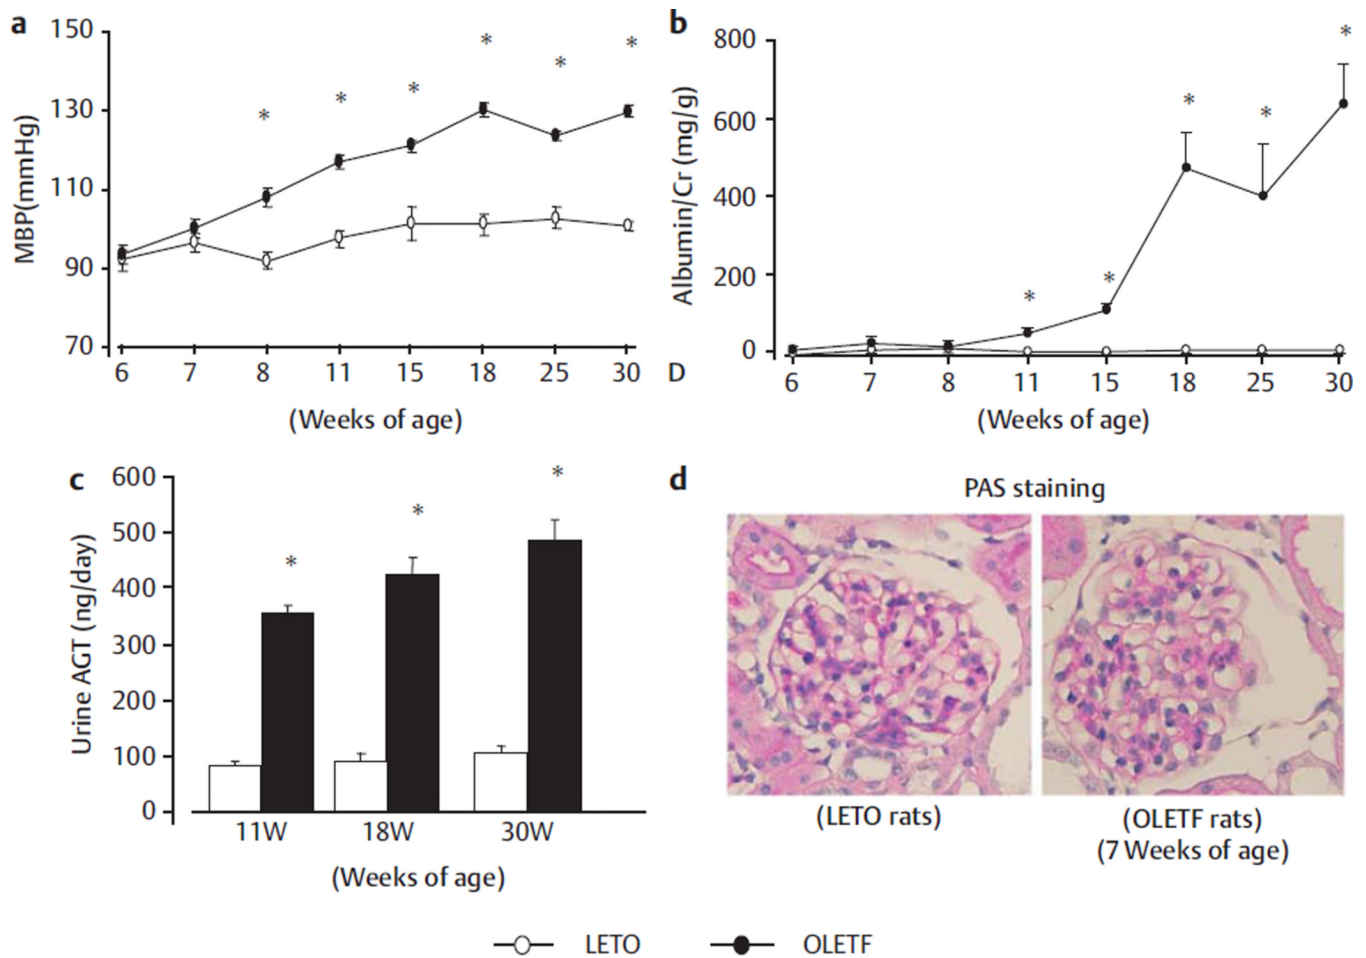 a
150
130
110
90
70
MBP(mmHg)
* * * * * * 
6 7 8 11 15 18 25 30 D
(Weeks of age)
b
800
600
400
200
0
Albumin/Cr (mg/g)
* * * * *
6 7 8 11 15 18 25 30
(Weeks of age)
c
600
500
400
300
200
100
0
Urine AGT (ng/day)
* * *
11W 18W 30W
(Weeks of age)
d
PAS staining
(LETO rats)
(OLETF rats)
(7 Weeks of age)
LETO OLETF